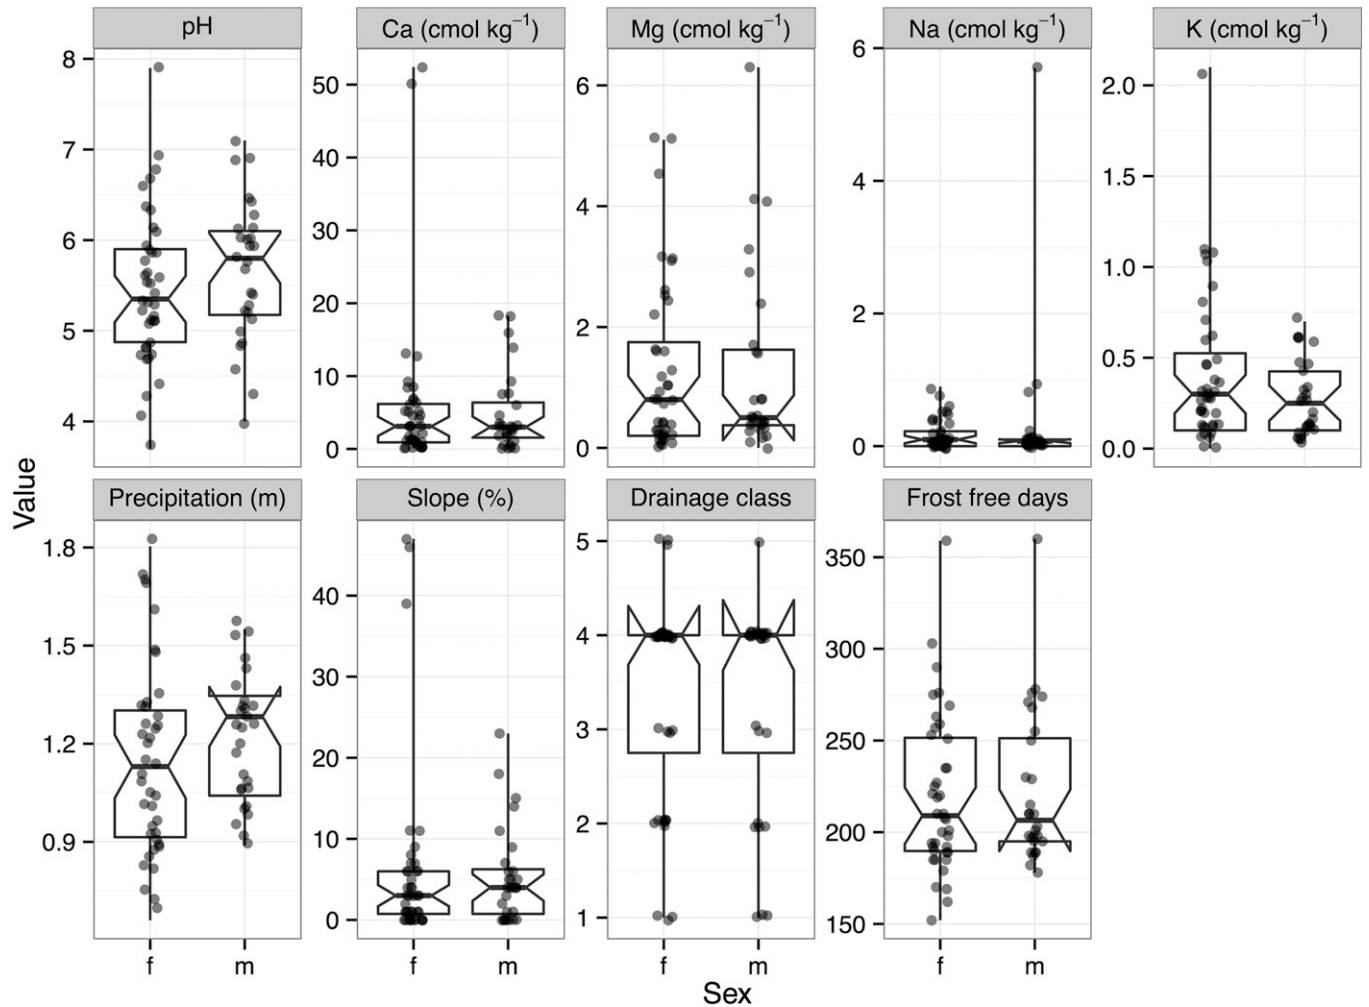 pH
Ca (cmol kg⁻¹)
Mg (cmol kg⁻¹)
Na (cmol kg⁻¹)
K (cmol kg⁻¹)
8
7
6
5
4
50
40
30
20
10
0
6
4
2
0
6
4
2
0
2.0
1.5
1.0
0.5
0.0
Value
Precipitation (m)
Slope (%)
Drainage class
Frost free days
1.8
1.5
1.2
0.9
40
30
20
10
0
5
4
3
2
1
350
300
250
200
150
f m
f m
f m
f m
Sex